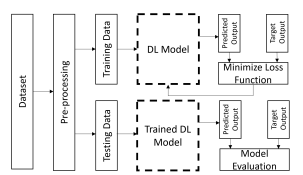 Dataset
Pre-processing
Training Data
DL Model
Predicted
Output
Target
Output
Minimize Loss
Function
Testing Data
Trained DL
Model
Predicted
Output
Target
Output
Model
Evaluation